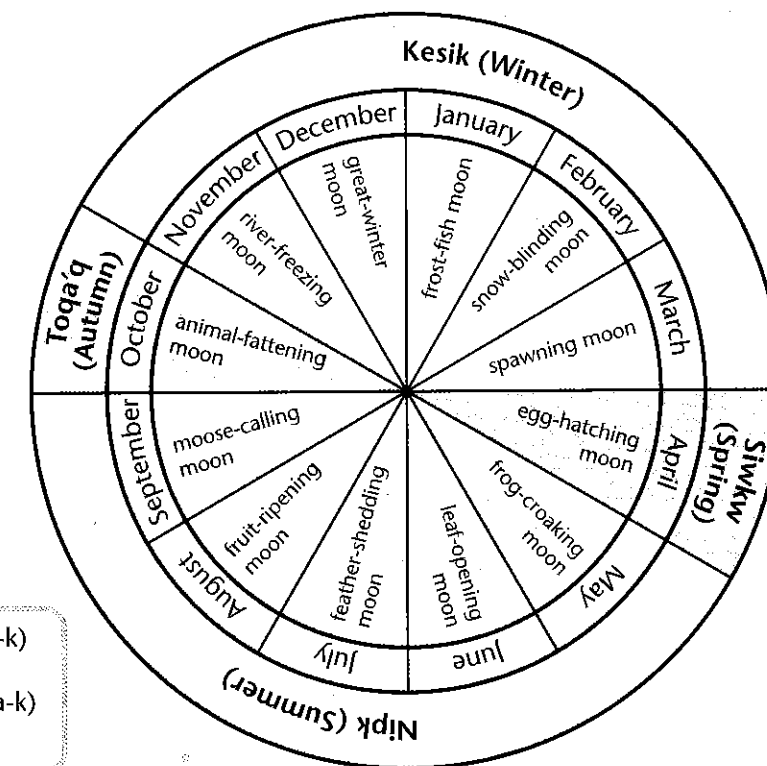 Kesik (Winter)
January
February
March
April
May
June
July
August
September
October
November
December
frost-fish moon
snow-blinding
moon
spawning moon
egg-hatching
moon
frog-croaking
moon
leaf-opening
moon
feather-shedding
moon
fruit-ripening
moon
moose-calling
moon
animal-fattening
moon
river-freezing
moon
great-winter
moon
Siwkw
(Spring)
Nipk (Summer)
Toqa'q
(Autumn)
-k)
a-k)